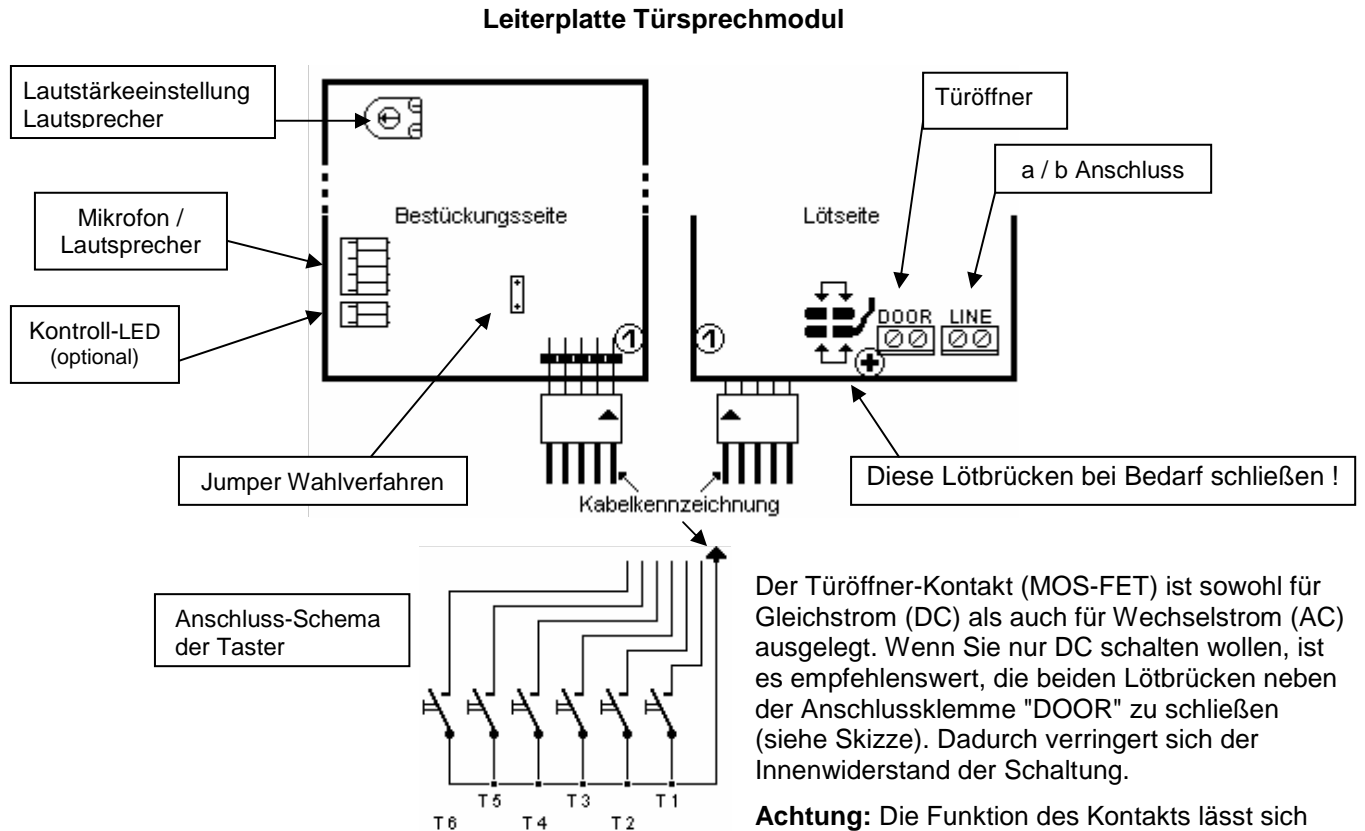 Leiterplatte Türsprechmodul
Lautstärkeeinstellung
Lautsprecher
Türöffner
a / b Anschluss
Mikrofon /
Lautsprecher
Bestückungsseite
Lötseite
Kontroll-LED
(optional)
DOOR
LINE
1
1
Jumper Wahlverfahren
Diese Lötbrücken bei Bedarf schließen !
Kabelkennzeichnung
Anschluss-Schema
der Taster
T5
T3
T1
T6
T4
T2
Der Türöffner-Kontakt (MOS-FET) ist sowohl für
Gleichstrom (DC) als auch für Wechselstrom (AC)
ausgelegt. Wenn Sie nur DC schalten wollen, ist
es empfehlenswert, die beiden Lötbrücken neben
der Anschlussklemme "DOOR" zu schließen
(siehe Skizze). Dadurch verringert sich der
Innenwiderstand der Schaltung.
Achtung: Die Funktion des Kontakts lässt sich